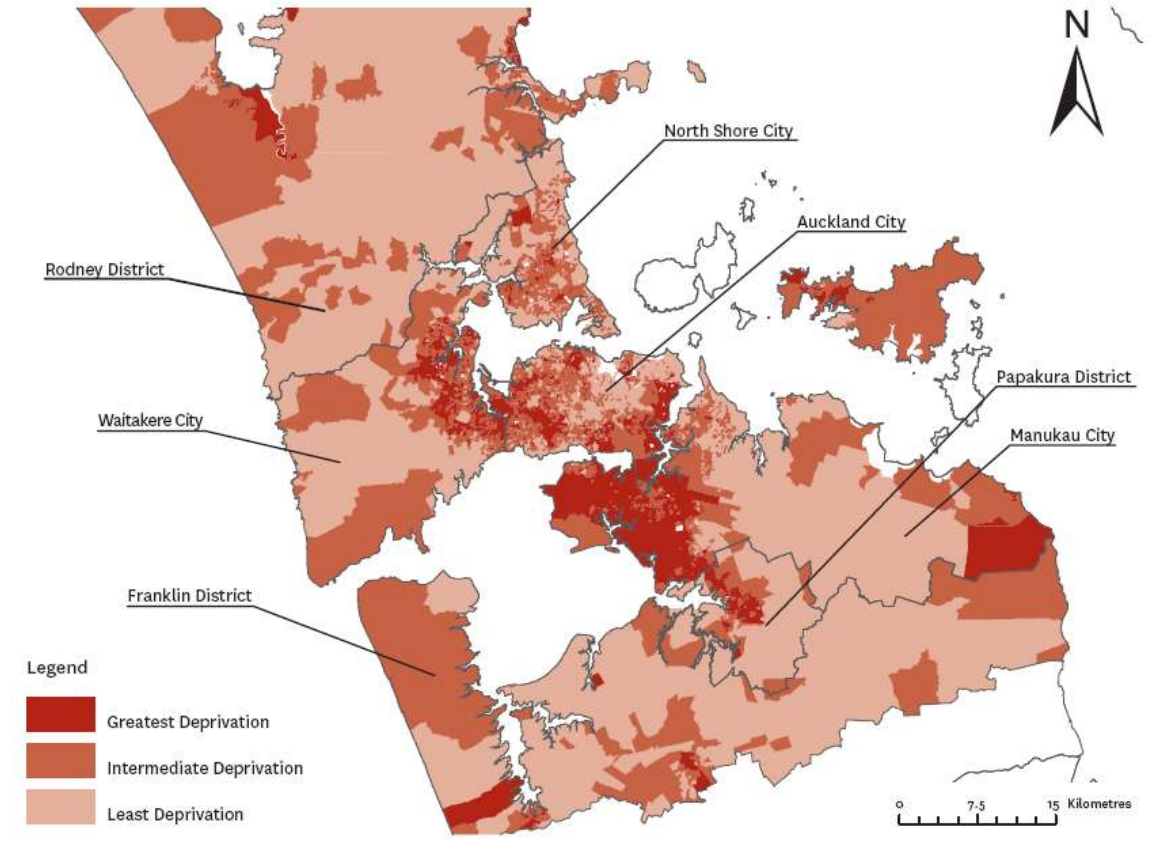 N
North Shore City
Auckland City
Rodney District
Papakura District
Waitakere City
Manukau City
Franklin District
Legend
Greatest Deprivation
Intermediate Deprivation
Least Deprivation
0 7.5 15 Kilometres